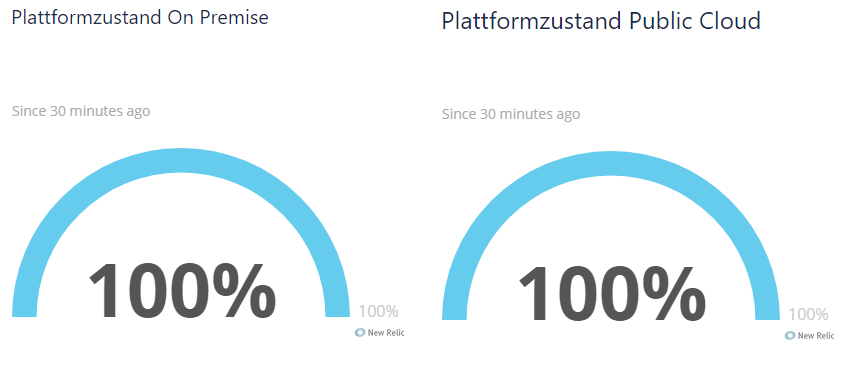 Plattformzustand On Premise
Since 30 minutes ago
100%
100%
New Relic
Plattformzustand Public Cloud
Since 30 minutes ago
100%
100%
New Relic